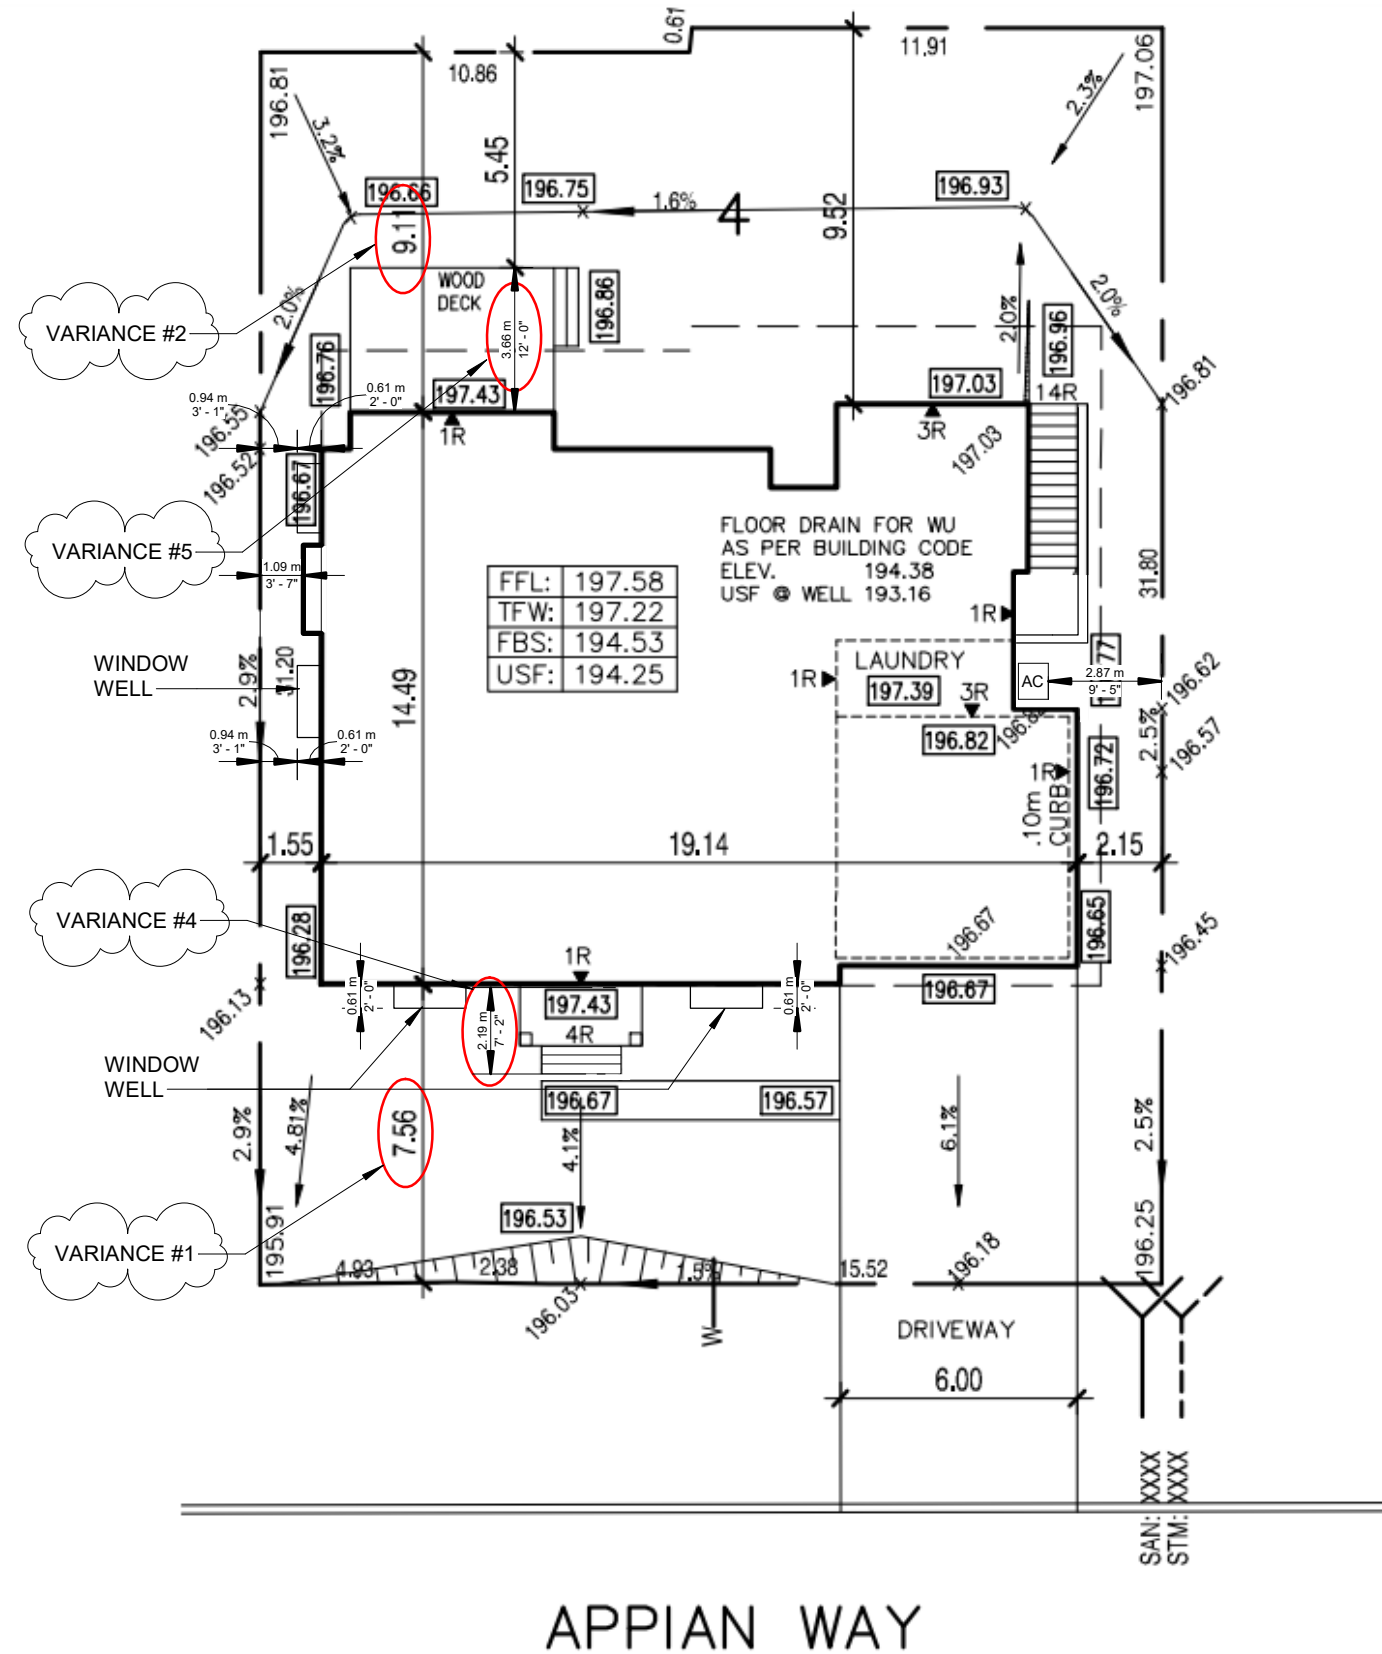 0.61
11.91
10.86
196.81
197.06
3.2%
2.3%
5.45
9.52
196.66
196.75
196.93
1.6%
4
9.11
WOOD
DECK
196.86
2.0%
2.0%
2.0%
VARIANCE #2
3.66 m
12' - 0"
196.76
196.96
197.43
197.03
14R
196.81
0.94 m
3' - 1"
0.61 m
2' - 0"
196.55
1R
3R
197.03
196.52
196.67
VARIANCE #5
FLOOR DRAIN FOR WU
AS PER BUILDING CODE
ELEV. 194.38
USF @ WELL 193.16
1.09 m
3' - 7"
FFL: 197.58
TFW: 197.22
FBS: 194.53
USF: 194.25
31.80
1R
WINDOW
WELL
2.9%
31.20
14.49
LAUNDRY
1R
197.39
3R
AC
2.87 m
9' - 5"
196.62
0.94 m
3' - 1"
0.61 m
2' - 0"
196.82
2.5%
196.57
1R
196.72
.10m
CURB
1.55
19.14
2.15
VARIANCE #4
196.28
196.67
196.65
196.45
1R
0.61 m
2' - 0"
0.61 m
2' - 0"
196.67
196.13
197.43
2.19 m
7' - 2"
4R
WINDOW
WELL
196.67
196.57
2.9%
4.81%
7.56
4.1%
6.1%
2.5%
195.91
196.53
196.25
VARIANCE #1
4.93
2.38
1.5%
15.52
196.18
196.03
W
DRIVEWAY
6.00
SAN: XXXX
STM: XXXX
APPIAN WAY